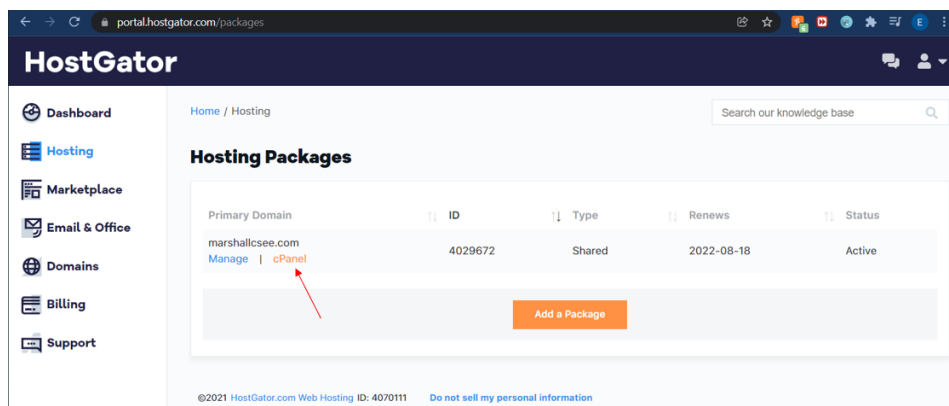 portal.hostgator.com/packages
E
HostGator
Dashboard
Hosting
Marketplace
Email & Office
Domains
Billing
Support
Home / Hosting
Search our knowledge base
Hosting Packages
Primary Domain ID Type Renews Status
marshallcsee.com 4029672 Shared 2022-08-18 Active
Manage | cPanel
Add a Package
©2021 HostGator.com Web Hosting ID: 4070111 Do not sell my personal information